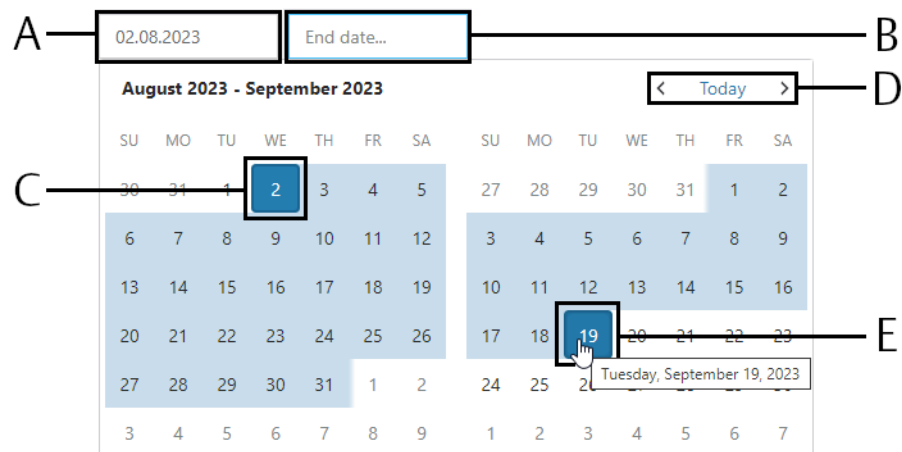 A
02.08.2023 End date...
B
August 2023 - September 2023
< Today >
D
SU MO TU WE TH FR SA SU MO TU WE TH FR SA
C
30 31 1 2 3 4 5 27 28 29 30 31 1 2
6 7 8 9 10 11 12 3 4 5 6 7 8 9
13 14 15 16 17 18 19 10 11 12 13 14 15 16
20 21 22 23 24 25 26 17 18 19 20 21 22 23
E
Tuesday, September 19, 2023
27 28 29 30 31 1 2 24 25
3 4 5 6 7 8 9 1 2 3 4 5 6 7